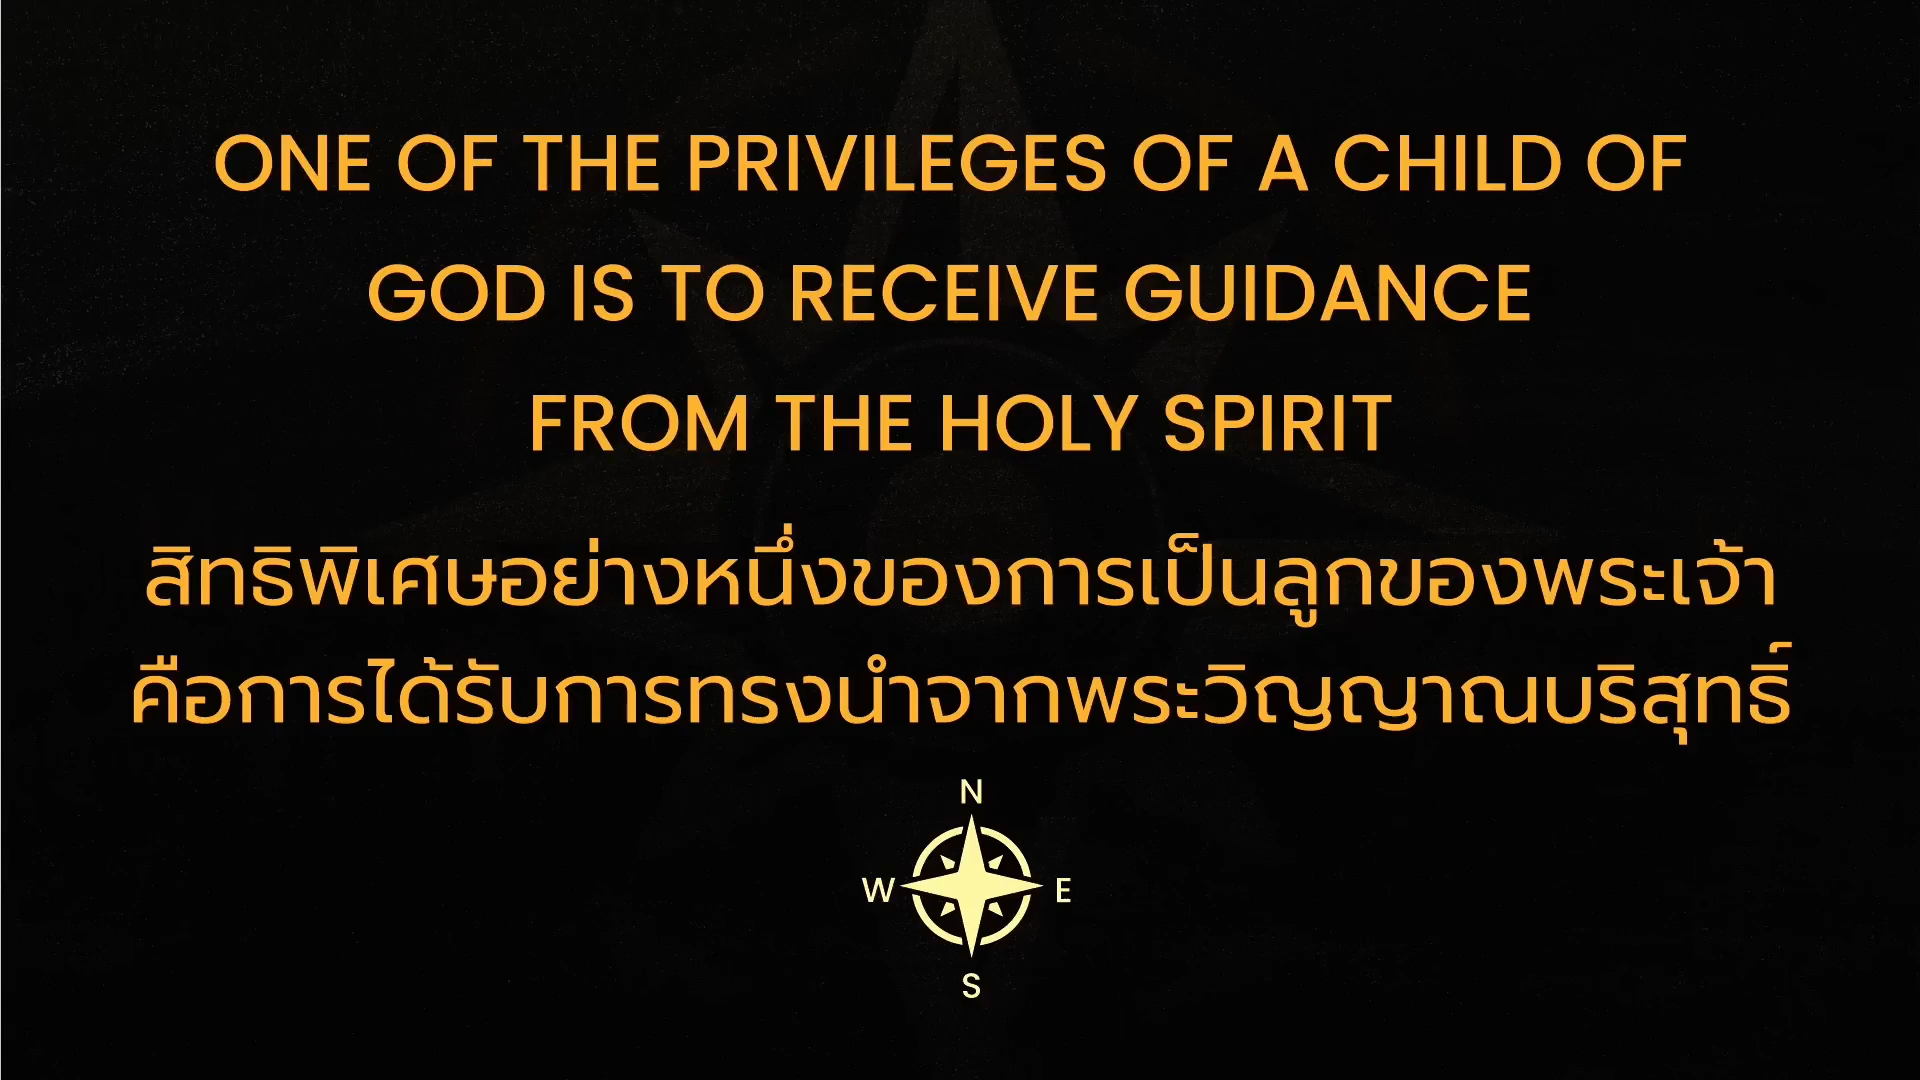 ONE OF THE PRIVILEGES OF A CHILD OF
GOD IS TO RECEIVE GUIDANCE
FROM THE HOLY SPIRIT
สิทธิพิเศษอย่างหนึ่งของการเป็นลูกของพระเจ้า
คือการได้รับการทรงนำจากพระวิญญาณบริสุทธิ์
N
W E
S